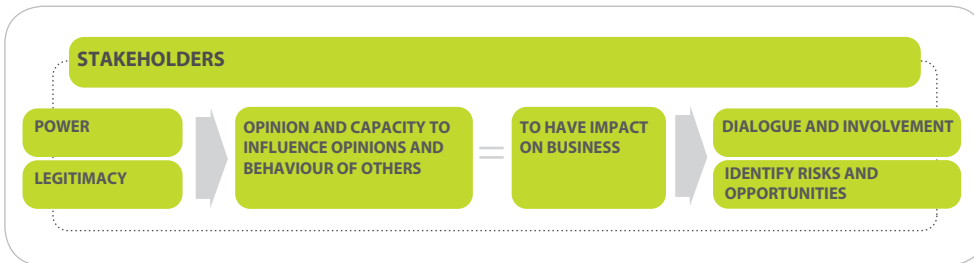 STAKEHOLDERS
POWER
LEGITIMACY
OPINION AND CAPACITY TO
INFLUENCE OPINIONS AND
BEHAVIOUR OF OTHERS
=
TO HAVE IMPACT
ON BUSINESS
DIALOGUE AND INVOLVEMENT
IDENTIFY RISKS AND
OPPORTUNITIES